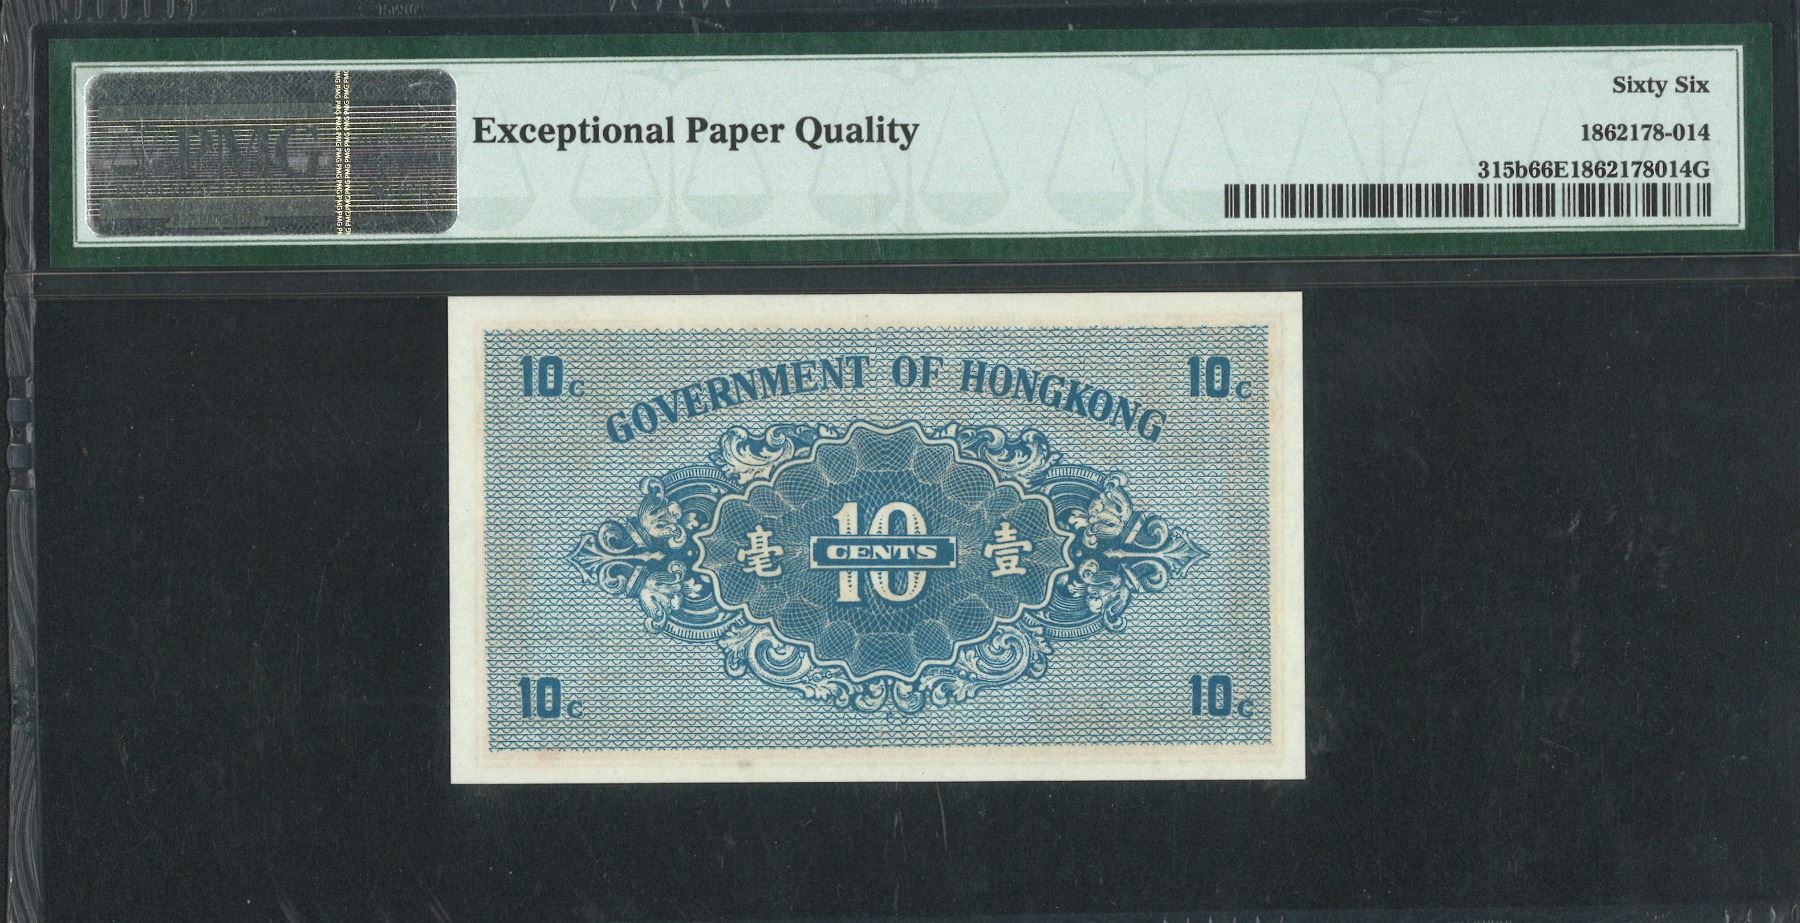 PMG
Exceptional Paper Quality
Sixty Six
1862178-014
315b66E1862178014G
10c
10c
GOVERNMENT OF HONGKONG
毫
10
CENTS
壹
10c
10c